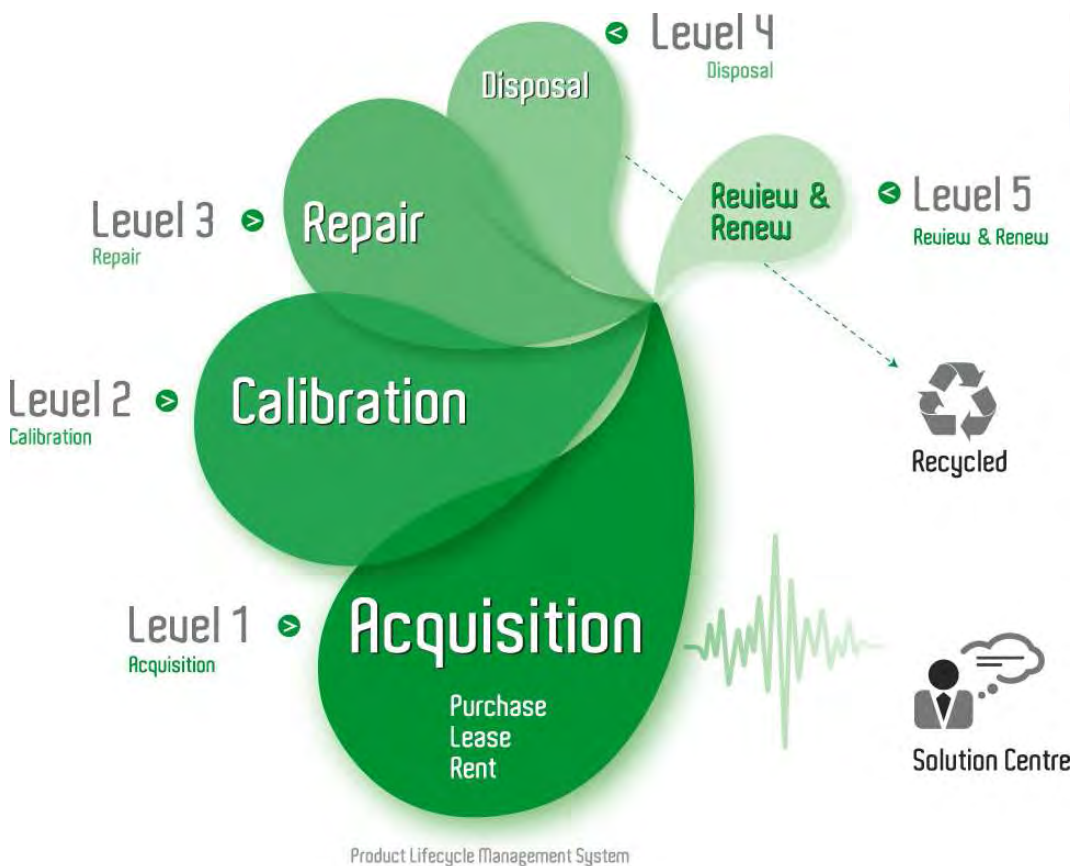 Level 4
Disposal
Disposal
Review &
Renew
Level 5
Review & Renew
Level 3
Repair
Repair
Level 2
Calibration
Calibration
Recycled
Level 1
Acquisition
Acquisition
Purchase
Lease
Rent
Solution Centre
Product Lifecycle Management System